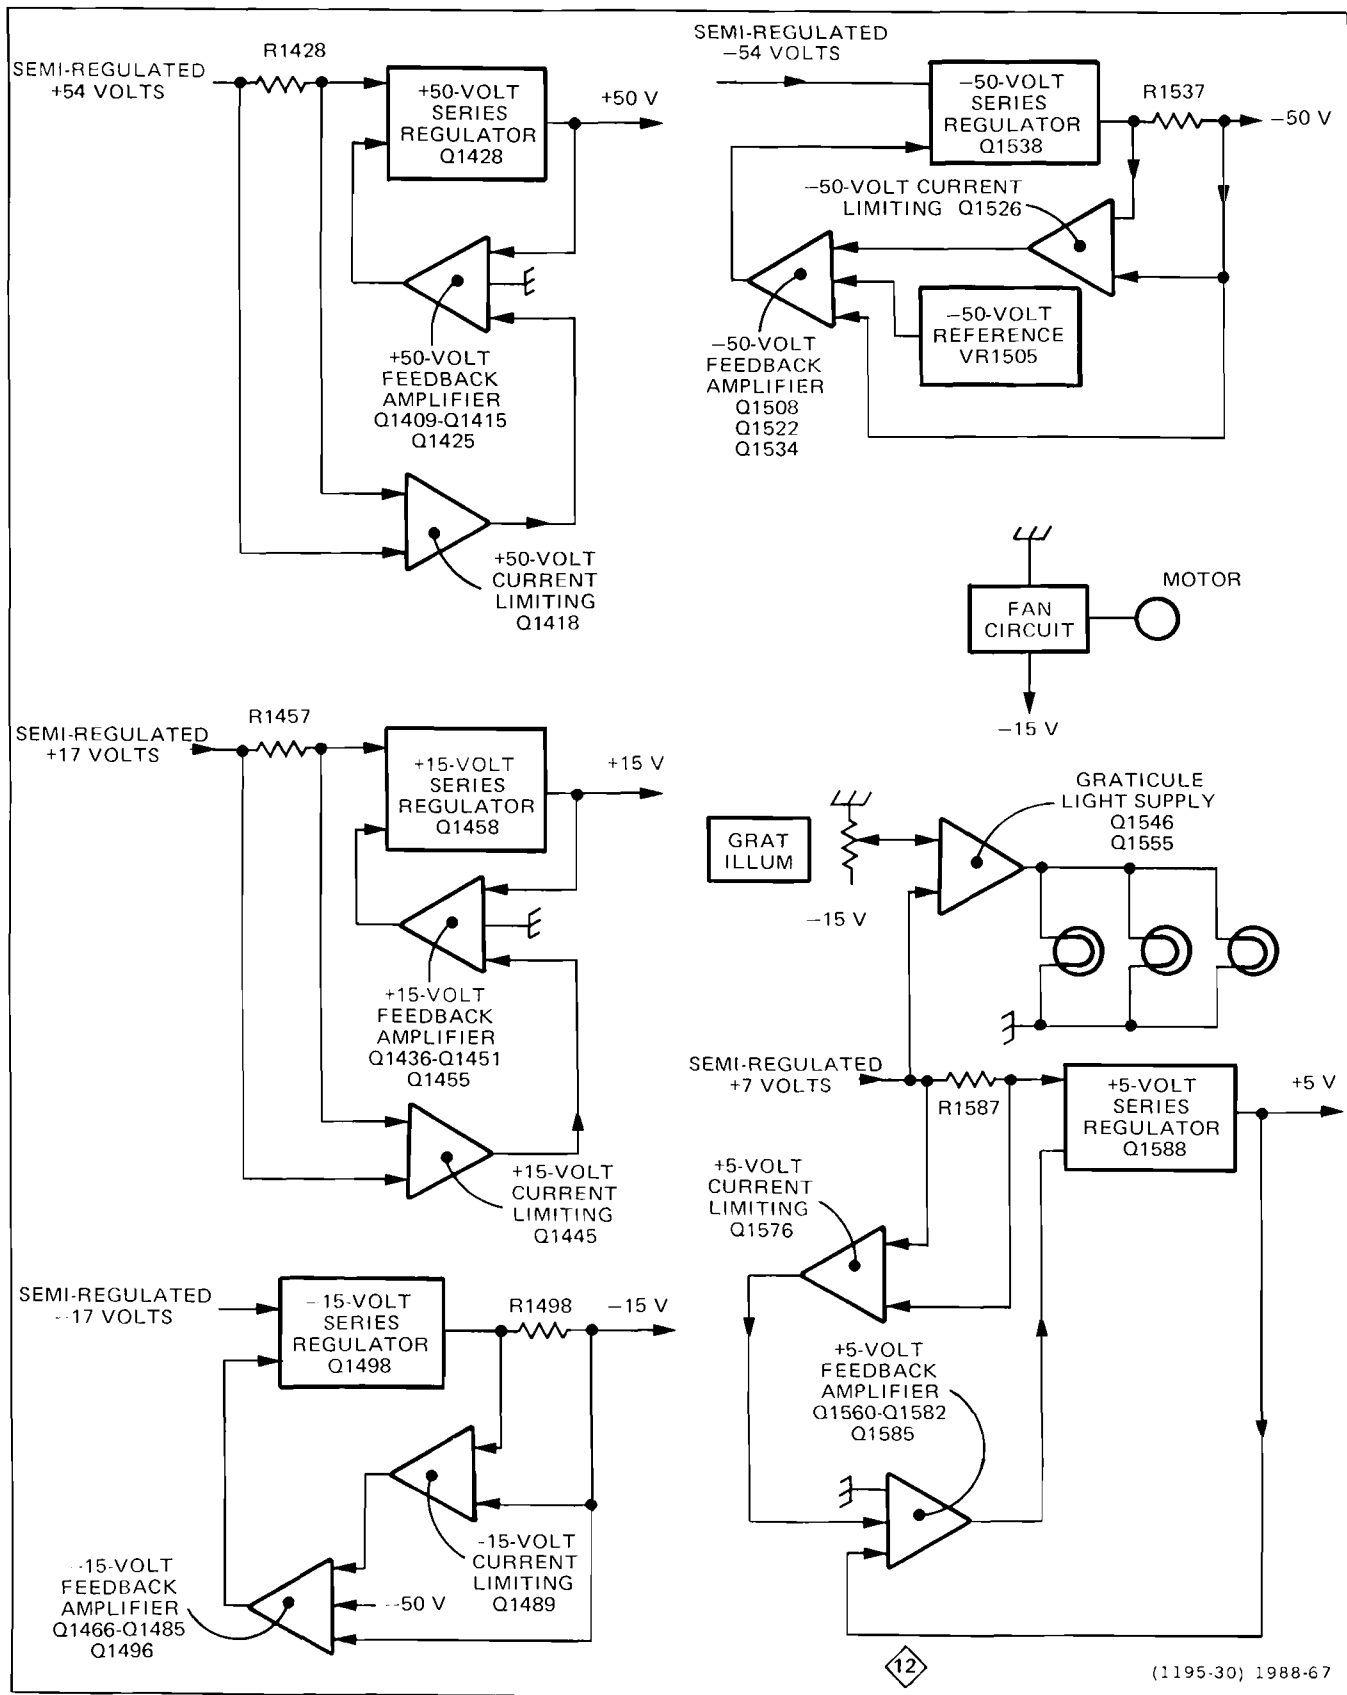 SEMI-REGULATED
+54 VOLTS
R1428
+50-VOLT
SERIES
REGULATOR
Q1428
+50 V
+50-VOLT
FEEDBACK
AMPLIFIER
Q1409-Q1415
Q1425
+50-VOLT
CURRENT
LIMITING
Q1418
SEMI-REGULATED
—54 VOLTS
—50-VOLT
SERIES
REGULATOR
Q1538
R1537
—50 V
—50-VOLT CURRENT
LIMITING Q1526
—50-VOLT
REFERENCE
VR1505
—50-VOLT
FEEDBACK
AMPLIFIER
Q1508
Q1522
Q1534
FAN
CIRCUIT
MOTOR
—15 V
SEMI-REGULATED
+17 VOLTS
R1457
+15-VOLT
SERIES
REGULATOR
Q1458
+15 V
+15-VOLT
FEEDBACK
AMPLIFIER
Q1436-Q1451
Q1455
+15-VOLT
CURRENT
LIMITING
Q1445
GRAT
ILLUM
—15 V
GRATICULE
LIGHT SUPPLY
Q1546
Q1555
SEMI-REGULATED
+7 VOLTS
R1587
+5-VOLT
SERIES
REGULATOR
Q1588
+5 V
+5-VOLT
CURRENT
LIMITING
Q1576
+5-VOLT
FEEDBACK
AMPLIFIER
Q1560-Q1582
Q1585
SEMI-REGULATED
—17 VOLTS
—15-VOLT
SERIES
REGULATOR
Q1498
R1498
—15 V
-15-VOLT
CURRENT
LIMITING
Q1489
—15-VOLT
FEEDBACK
AMPLIFIER
Q1466-Q1485
Q1496
—50 V
12
(1195-30) 1988-67